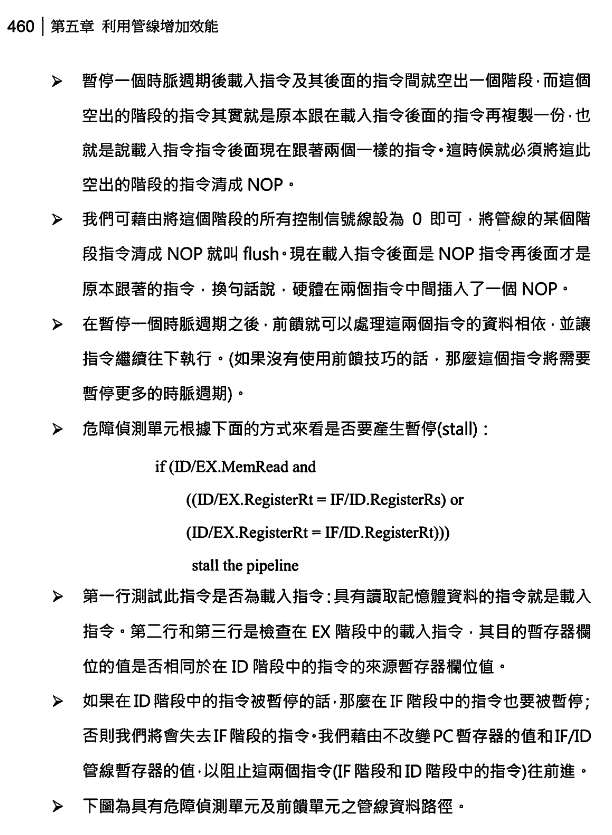 460 | 第五章 利用管線增加效能
➢ 暫停一個時脈週期後載入指令及其後面的指令間就空出一個階段，而這個
空出的階段的指令其實就是原本跟在載入指令後面的指令再複製一份，也
就是說載入指令指令後面現在跟著兩個一樣的指令。這時候就必須將這此
空出的階段的指令清成 NOP。
➢ 我們可藉由將這個階段的所有控制信號線設為 0 即可，將管線的某個階
段指令清成 NOP 就叫 flush。現在載入指令後面是 NOP 指令再後面才是
原本跟著的指令，換句話說，硬體在兩個指令中間插入了一個 NOP。
➢ 在暫停一個時脈週期之後，前饋就可以處理這兩個指令的資料相依，並讓
指令繼續往下執行。(如果沒有使用前饋技巧的話，那麼這個指令將需要
暫停更多的時脈週期)。
➢ 危障偵測單元根據下面的方式來看是否要產生暫停(stall)：
if (ID/EX.MemRead and
((ID/EX.RegisterRt = IF/ID.RegisterRs) or
(ID/EX.RegisterRt = IF/ID.RegisterRt)))
stall the pipeline
➢ 第一行測試此指令是否為載入指令：具有讀取記憶體資料的指令就是載入
指令。第二行和第三行是檢查在 EX 階段中的載入指令，其目的暫存器欄
位的值是否相同於在 ID 階段中的指令的來源暫存器欄位值。
➢ 如果在 ID 階段中的指令被暫停的話，那麼在 IF 階段中的指令也要被暫停；
否則我們將會失去 IF 階段的指令。我們藉由不改變 PC 暫存器的值和 IF/ID
管線暫存器的值，以阻止這兩個指令(IF 階段和 ID 階段中的指令)往前進。
➢ 下圖為具有危障偵測單元及前饋單元之管線資料路徑。